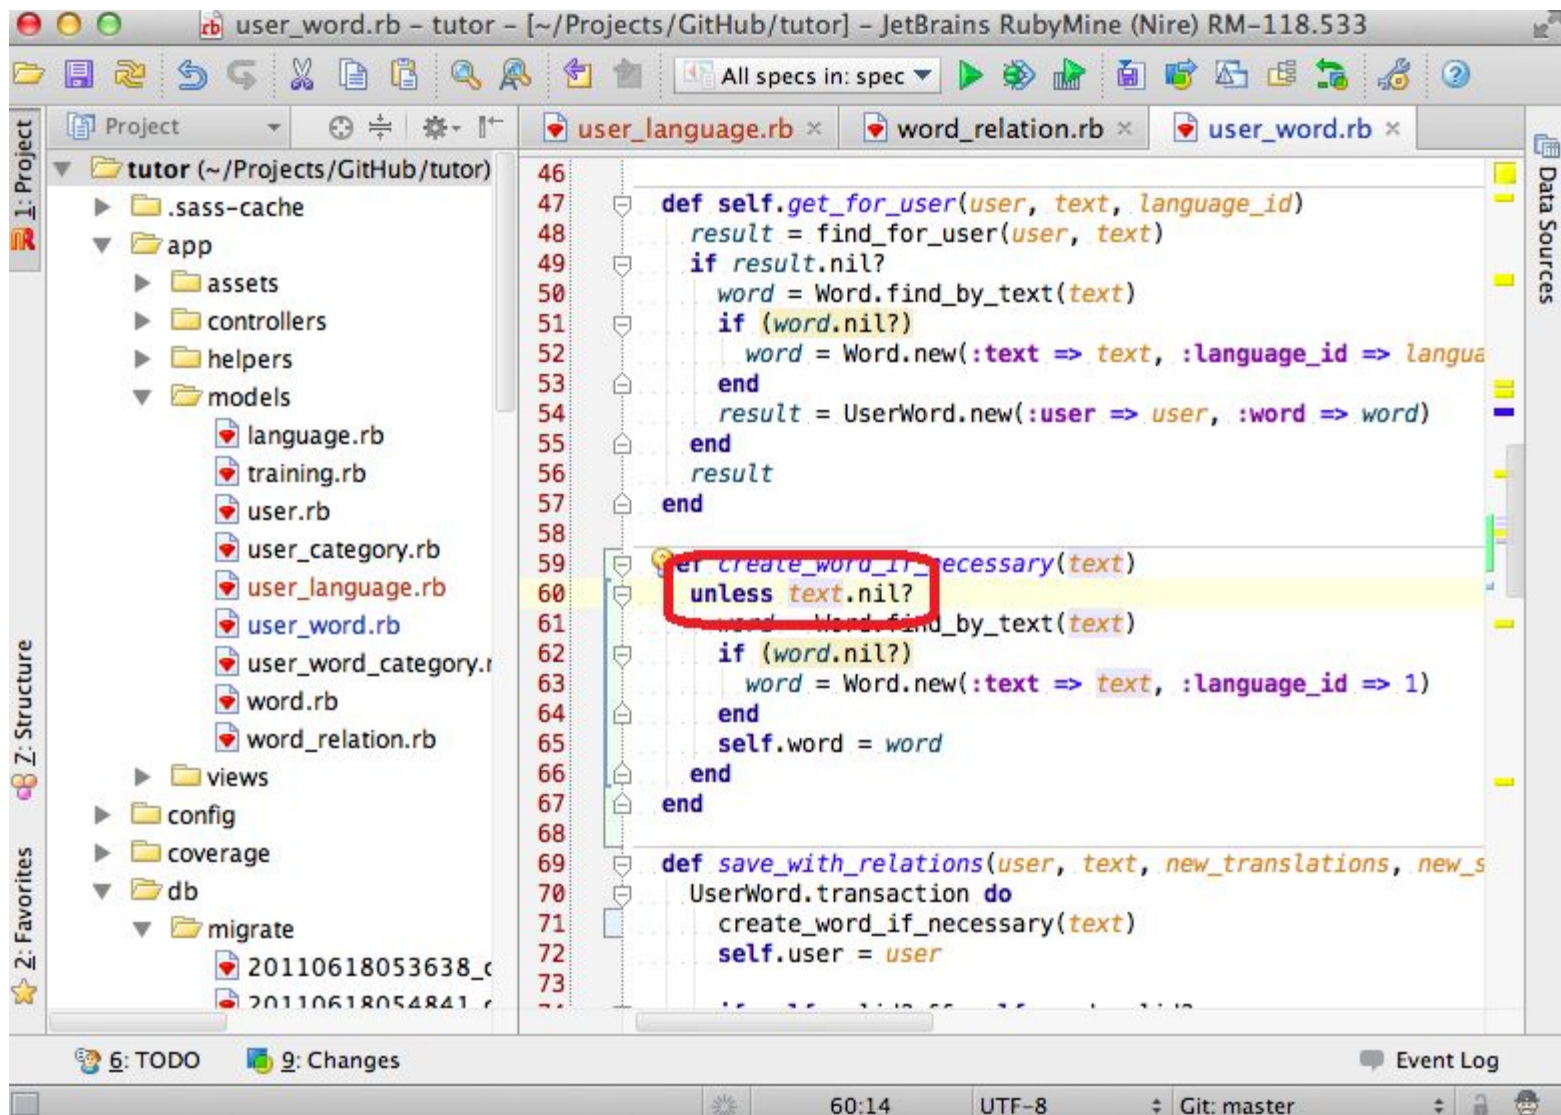 user_word.rb – tutor – [~/Projects/GitHub/tutor] – JetBrains RubyMine (Nire) RM-118.533
All specs in: spec
1: Project
Z: Structure
2: Favorites
Project
tutor (~/Projects/GitHub/tutor)
.sass-cache
app
assets
controllers
helpers
models
language.rb
training.rb
user.rb
user_category.rb
user_language.rb
user_word.rb
user_word_category.r
word.rb
word_relation.rb
views
config
coverage
db
migrate
20110618053638_c
20110618054841
user_language.rb
word_relation.rb
user_word.rb
46
47 def self.get_for_user(user, text, language_id)
48 result = find_for_user(user, text)
49 if result.nil?
50 word = Word.find_by_text(text)
51 if (word.nil?)
52 word = Word.new(:text => text, :language_id => langua
53 end
54 result = UserWord.new(:user => user, :word => word)
55 end
56 result
57 end
58
59 def create_word_if_necessary(text)
60 unless text.nil?
61 word = Word.find_by_text(text)
62 if (word.nil?)
63 word = Word.new(:text => text, :language_id => 1)
64 end
65 self.word = word
66 end
67 end
68
69 def save_with_relations(user, text, new_translations, new_s
70 UserWord.transaction do
71 create_word_if_necessary(text)
72 self.user = user
73
Data Sources
6: TODO
9: Changes
Event Log
60:14
UTF-8
Git: master